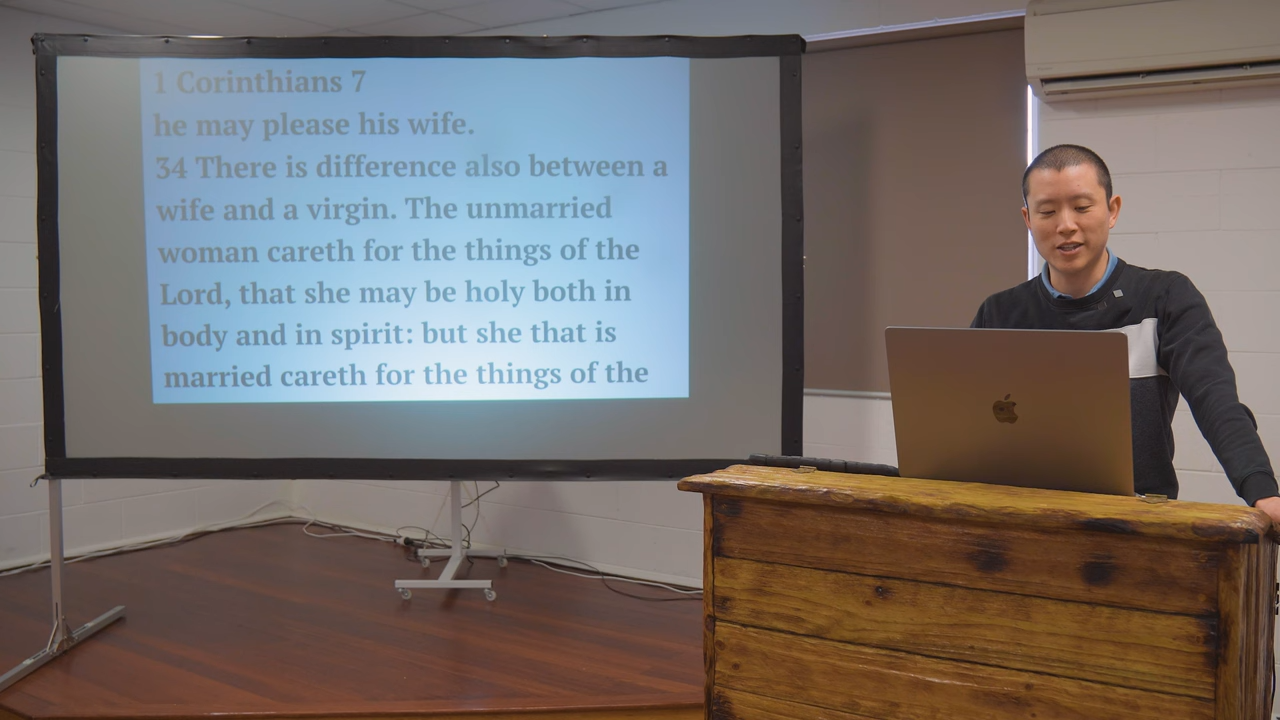 1 Corinthians 7
he may please his wife.
34 There is difference also between a
wife and a virgin. The unmarried
woman careth for the things of the
Lord, that she may be holy both in
body and in spirit: but she that is
married careth for the things of the